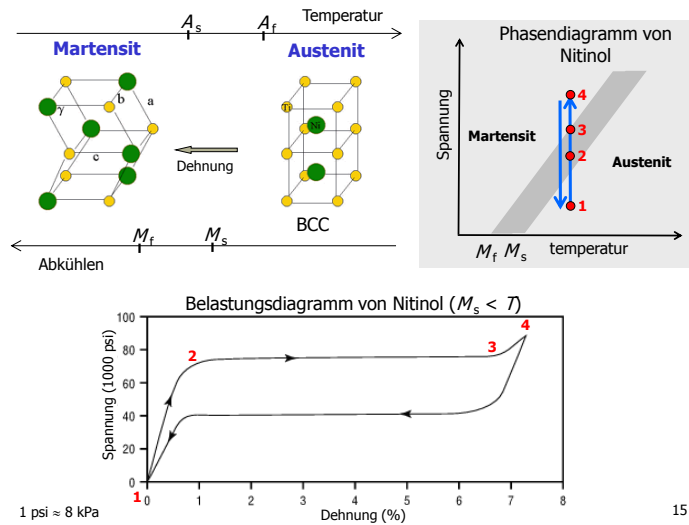 A_s A_f Temperatur
Martensit Austenit
b a
γ
c
Ti
Ni
Dehnung
BCC
M_f M_s
Abkühlen
Phasendiagramm von
Nitinol
Spannung
4
3
2
1
Martensit
Austenit
M_f M_s temperatur
Belastungsdiagramm von Nitinol (M_s < T)
Spannung (1000 psi)
100
80
60
40
20
0
1
2
3
4
0 1 2 3 4 5 6 7 8
Dehnung (%)
1 psi ≈ 8 kPa
15